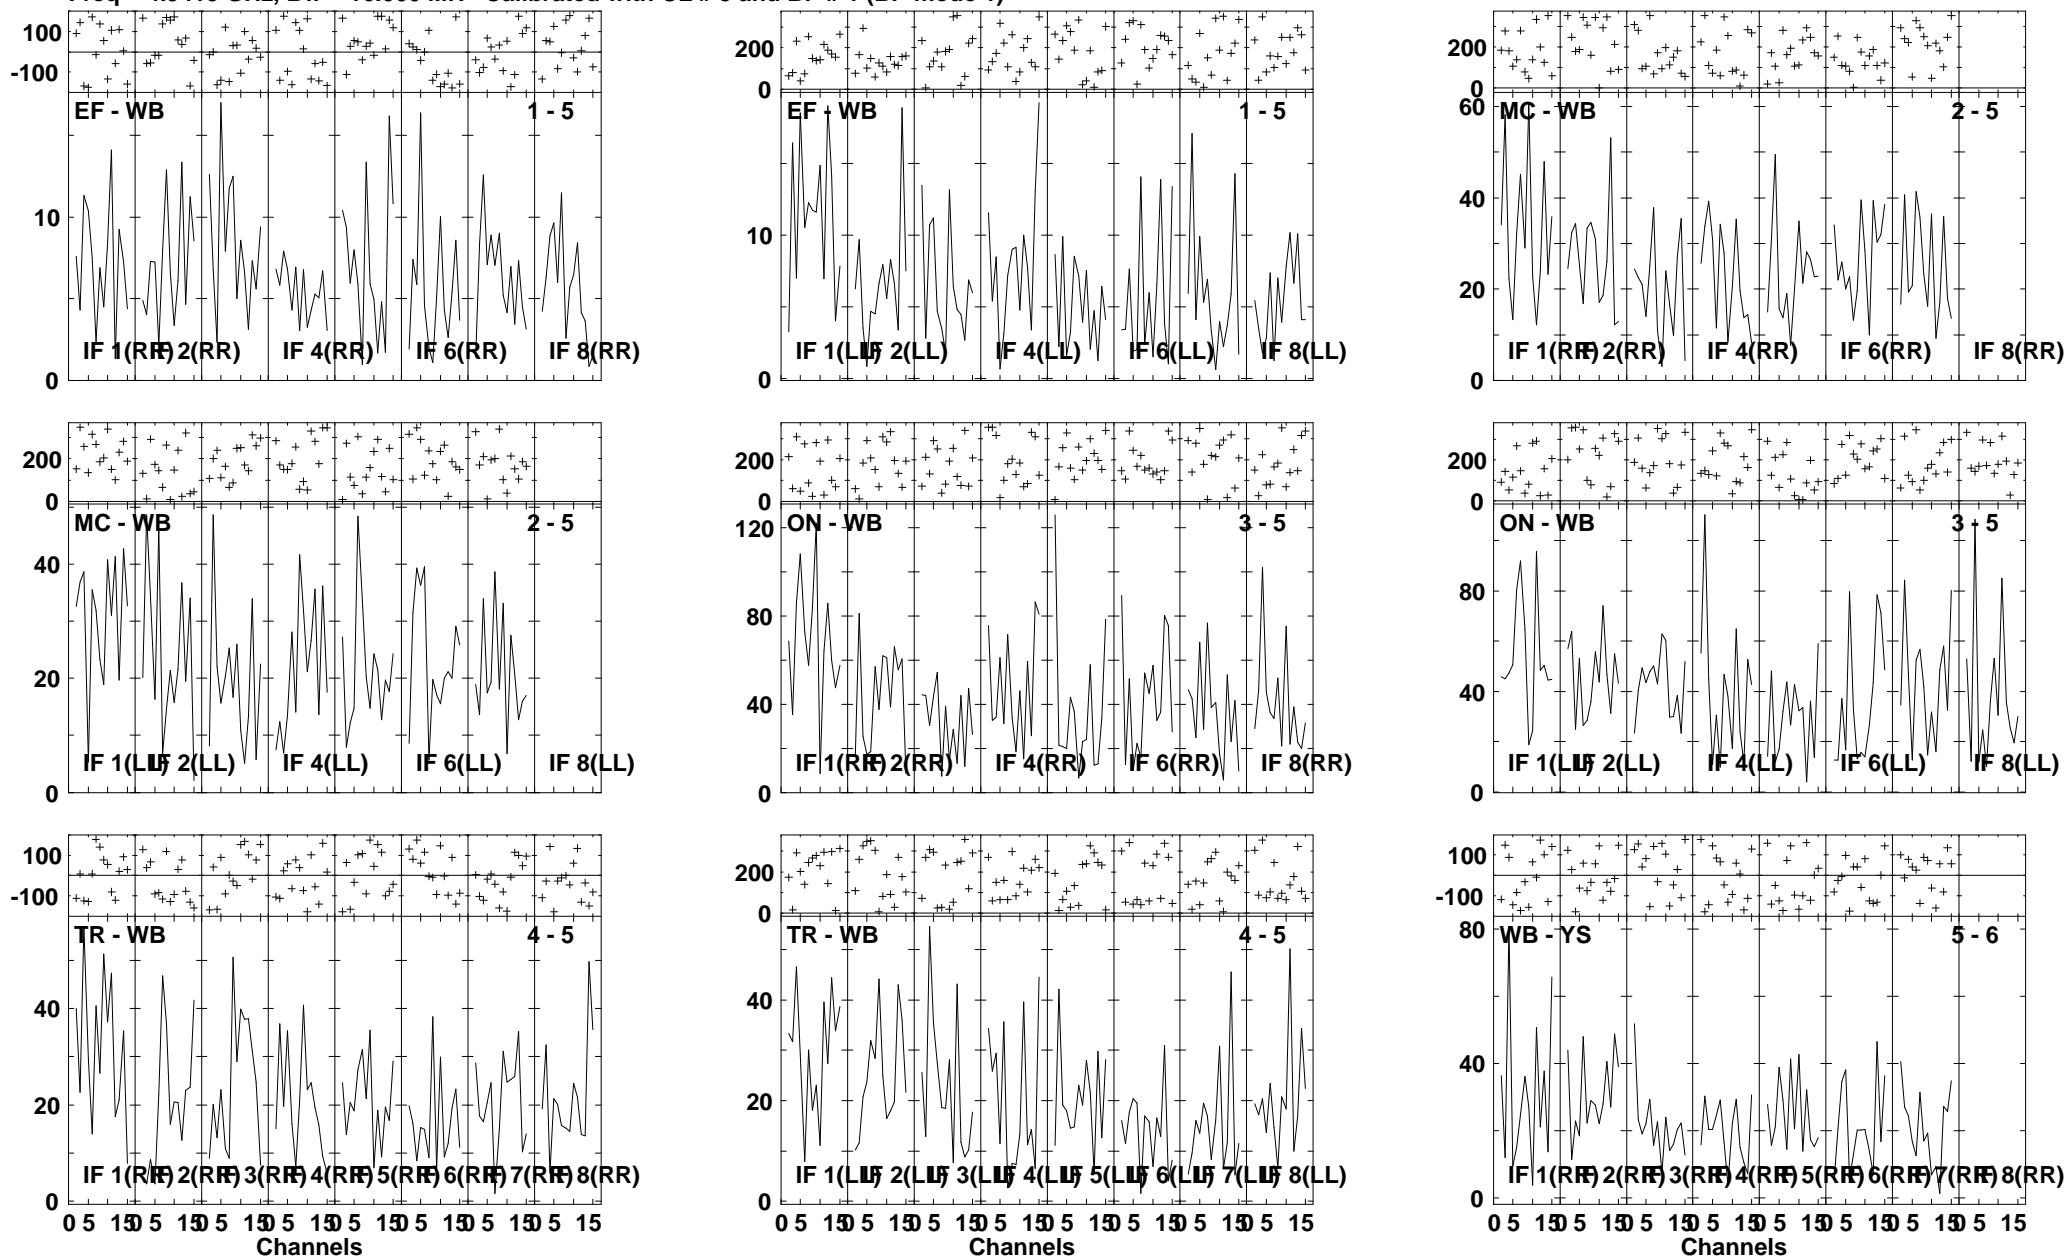 100
-100
EF - WB 1 - 5
10
0
IF 1(RR) IF 2(RR) IF 4(RR) IF 6(RR) IF 8(RR)
200
0
EF - WB 1 - 5
10
0
IF 1(LL) IF 2(LL) IF 4(LL) IF 6(LL) IF 8(LL)
200
0
MC - WB 2 - 5
60
40
20
0
IF 1(RR) IF 2(RR) IF 4(RR) IF 6(RR) IF 8(RR)
200
0
MC - WB 2 - 5
40
20
0
IF 1(LL) IF 2(LL) IF 4(LL) IF 6(LL) IF 8(LL)
200
0
ON - WB 3 - 5
120
80
40
0
IF 1(RR) IF 2(RR) IF 4(RR) IF 6(RR) IF 8(RR)
200
0
ON - WB 3 - 5
80
40
0
IF 1(LL) IF 2(LL) IF 4(LL) IF 6(LL) IF 8(LL)
100
-100
TR - WB 4 - 5
40
20
0
IF 1(RR) IF 2(RR) IF 3(RR) IF 4(RR) IF 5(RR) IF 6(RR) IF 7(RR) IF 8(RR)
0 5 15 0 5 15 0 5 15 0 5 15 0 5 15 0 5 15 0 5 15 0 5 15
Channels
200
0
TR - WB 4 - 5
40
20
0
IF 1(LL) IF 2(LL) IF 3(LL) IF 4(LL) IF 5(LL) IF 6(LL) IF 7(LL) IF 8(LL)
0 5 15 0 5 15 0 5 15 0 5 15 0 5 15 0 5 15 0 5 15 0 5 15
Channels
100
-100
WB - YS 5 - 6
80
40
0
IF 1(RR) IF 2(RR) IF 3(RR) IF 4(RR) IF 5(RR) IF 6(RR) IF 7(RR) IF 8(RR)
0 5 15 0 5 15 0 5 15 0 5 15 0 5 15 0 5 15 0 5 15 0 5 15
Channels